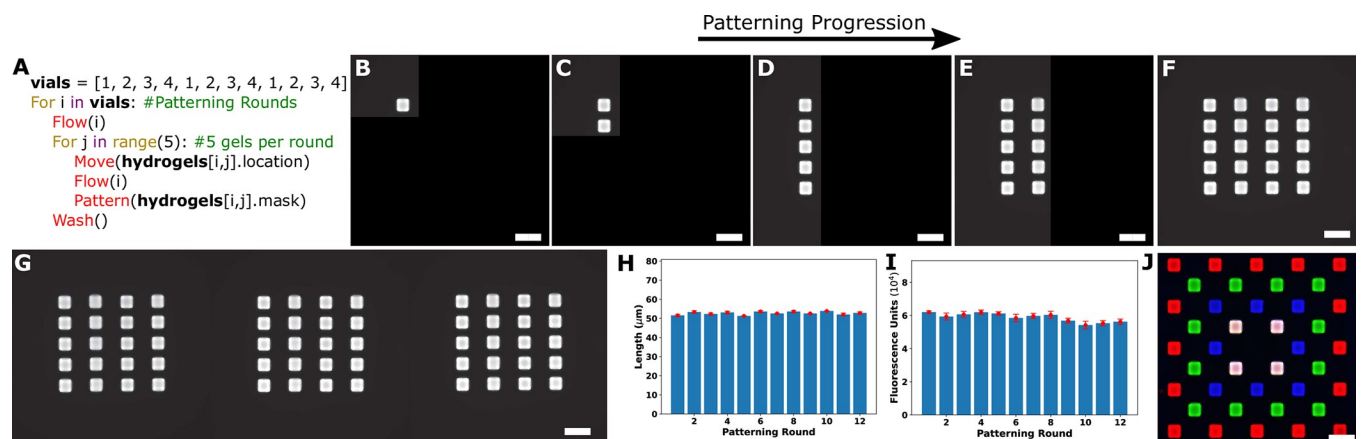 Patterning Progression
A
vials = [1, 2, 3, 4, 1, 2, 3, 4, 1, 2, 3, 4]
For i in vials: #Patterning Rounds
Flow(i)
For j in range(5): #5 gels per round
Move(hydrogels[i,j].location)
Flow(i)
Pattern(hydrogels[i,j].mask)
Wash()
B
C
D
E
F
G
H
80
70
60
50
40
30
20
10
0
Length (μm)
2 4 6 8 10 12
Patterning Round
I
8
6
4
2
0
Fluorescence Units (10⁴)
2 4 6 8 10 12
Patterning Round
J